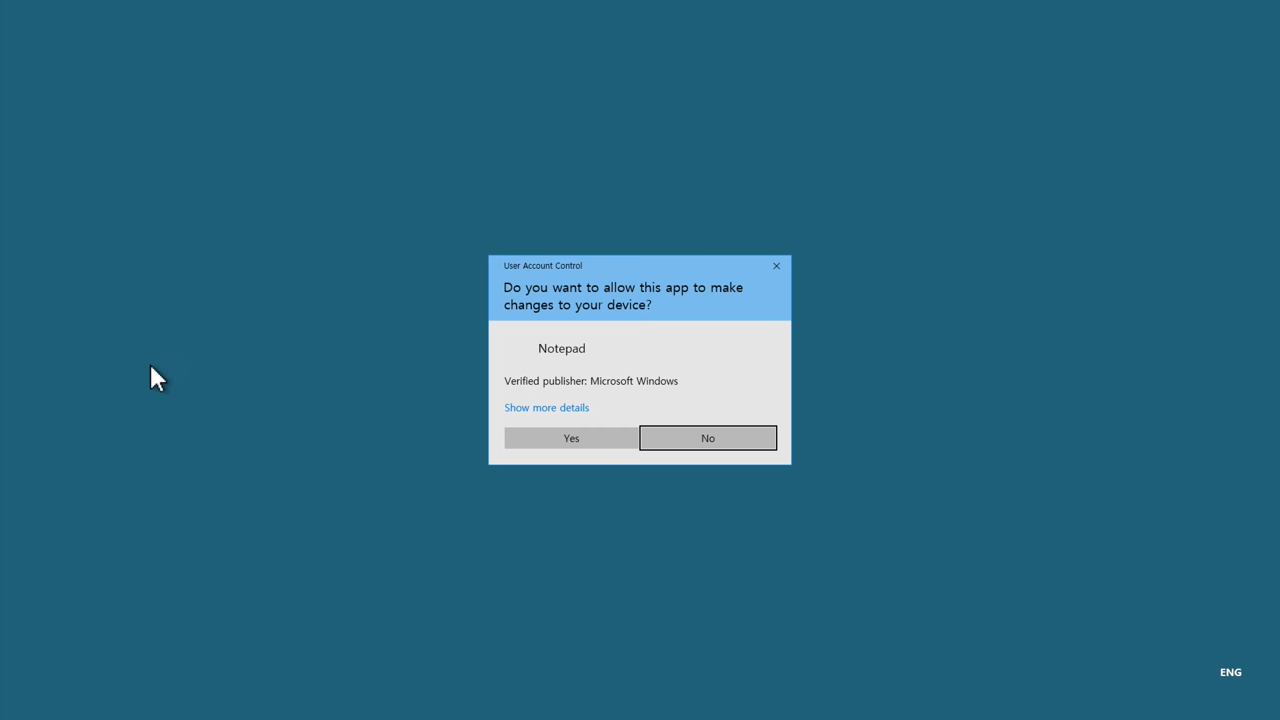 User Account Control
Do you want to allow this app to make
changes to your device?
Notepad
Verified publisher: Microsoft Windows
Show more details
Yes
No
ENG